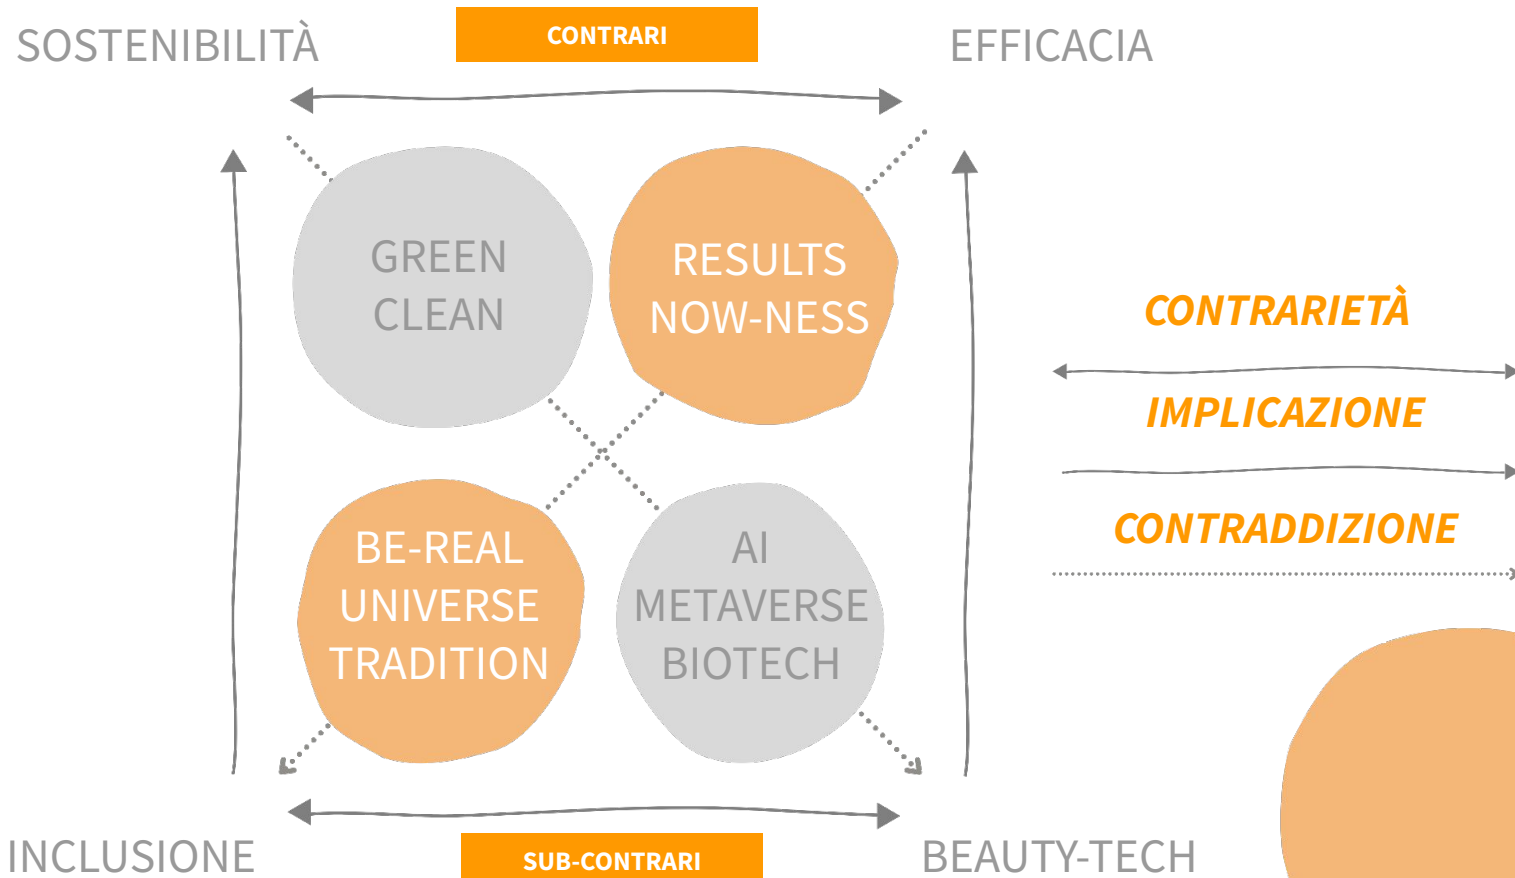 SOSTENIBILITÀ
CONTRARI
EFFICACIA
GREEN
CLEAN
RESULTS
NOW-NESS
CONTRARIETÀ
IMPLICAZIONE
CONTRADDIZIONE
BE-REAL
UNIVERSE
TRADITION
AI
METAVERSE
BIOTECH
INCLUSIONE
SUB-CONTRARI
BEAUTY-TECH